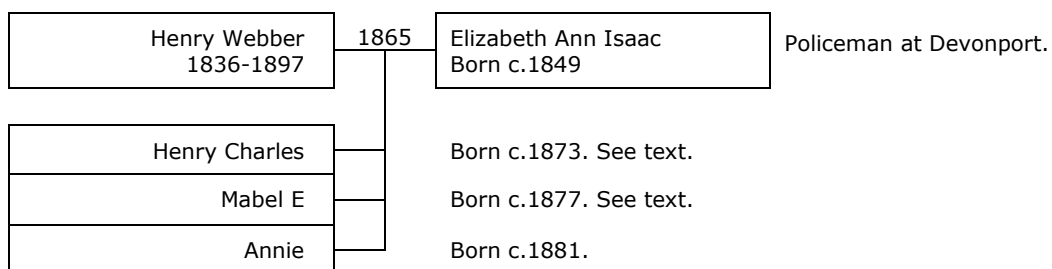 Henry Webber
1836-1897
1865
Elizabeth Ann Isaac
Born c.1849
Policeman at Devonport.
Henry Charles
Born c.1873. See text.
Mabel E
Born c.1877. See text.
Annie
Born c.1881.